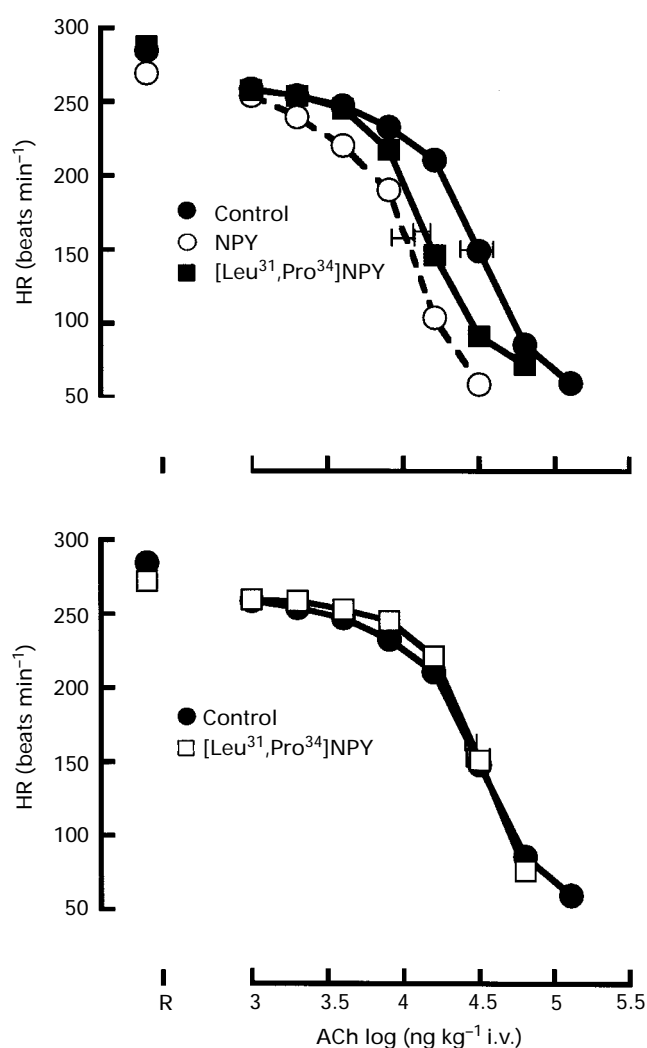 300
250
200
150
100
50
HR (beats min⁻¹)
Control
NPY
[Leu³¹,Pro³⁴]NPY
300
250
200
150
100
50
HR (beats min⁻¹)
Control
[Leu³¹,Pro³⁴]NPY
R 3 3.5 4 4.5 5 5.5
ACh log (ng kg⁻¹ i.v.)